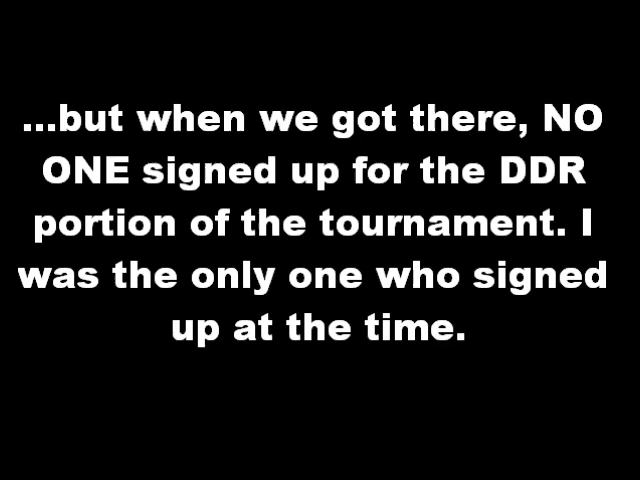 ...but when we got there, NO
ONE signed up for the DDR
portion of the tournament. I
was the only one who signed
up at the time.